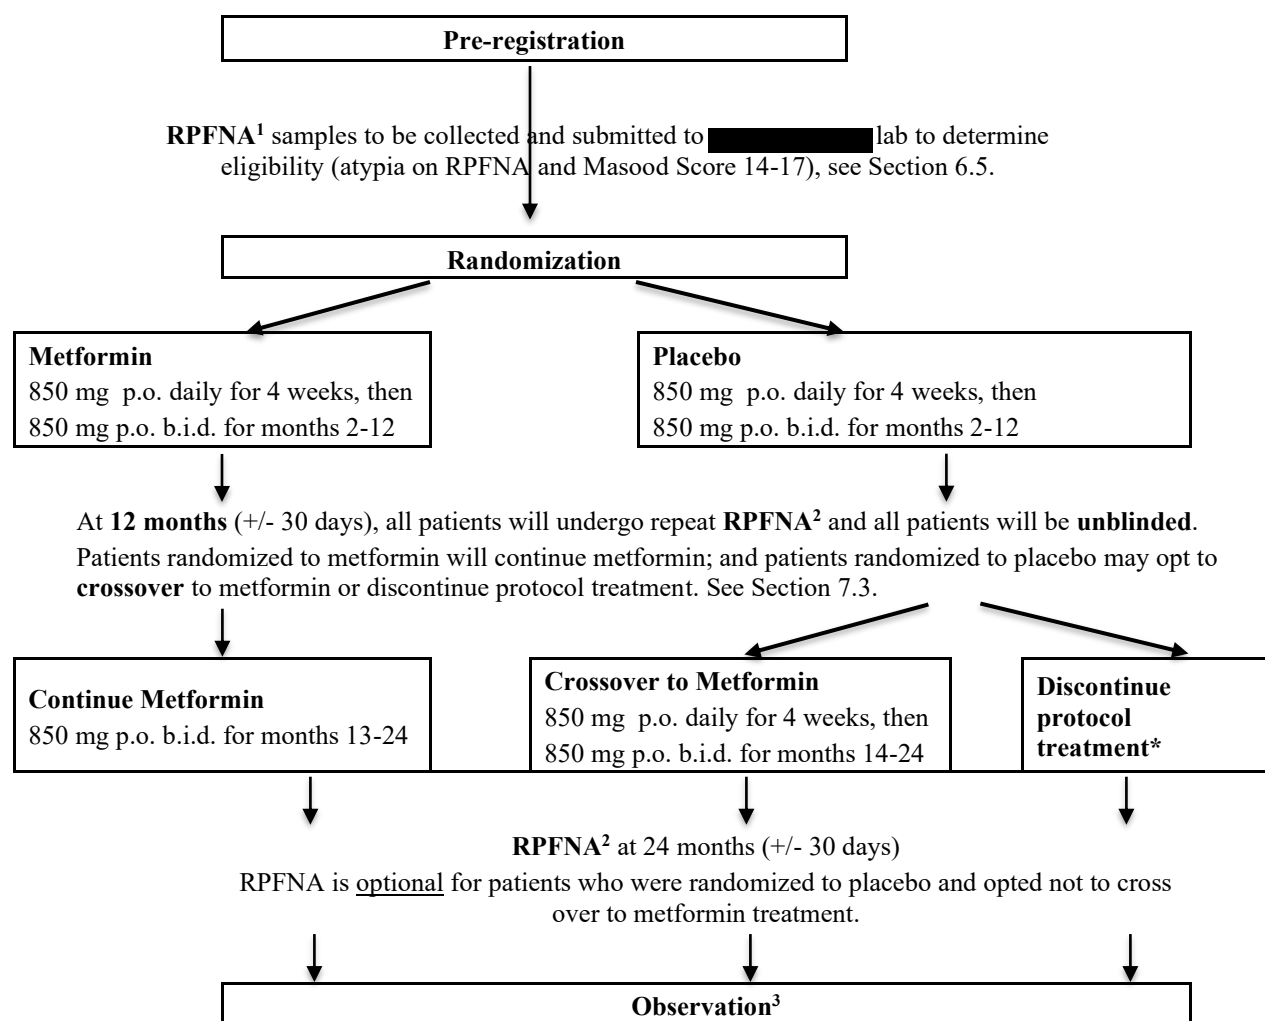 Pre-registration
RPFNA¹ samples to be collected and submitted to lab to determine
eligibility (atypia on RPFNA and Masood Score 14-17), see Section 6.5.
Randomization
Metformin
850 mg p.o. daily for 4 weeks, then
850 mg p.o. b.i.d. for months 2-12
Placebo
850 mg p.o. daily for 4 weeks, then
850 mg p.o. b.i.d. for months 2-12
At 12 months (+/- 30 days), all patients will undergo repeat RPFNA² and all patients will be unblinded.
Patients randomized to metformin will continue metformin; and patients randomized to placebo may opt to
crossover to metformin or discontinue protocol treatment. See Section 7.3.
Continue Metformin
850 mg p.o. b.i.d. for months 13-24
Crossover to Metformin
850 mg p.o. daily for 4 weeks, then
850 mg p.o. b.i.d. for months 14-24
Discontinue
protocol
treatment*
RPFNA² at 24 months (+/- 30 days)
RPFNA is optional for patients who were randomized to placebo and opted not to cross
over to metformin treatment.
Observation³